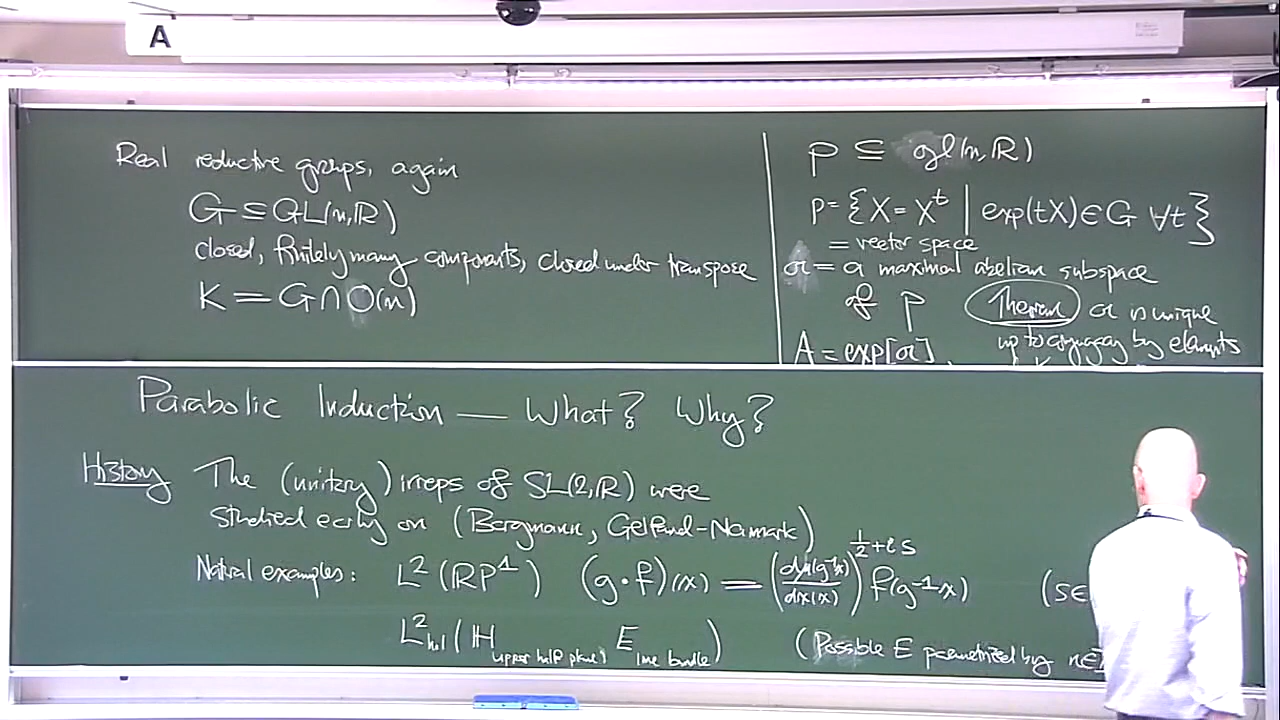 A
Real reductive groups, again
G ⊆ GL(n,ℝ)
closed, finitely many components, closed under transpose
K = G ∩ O(n)
p ⊆ gl(n,ℝ)
p = {X = X^t | exp(tX) ∈ G ∀t}
= vector space
a = a maximal abelian subspace
of p
Theorem a is unique
up to conjugacy by elements
A = exp[a].
Parabolic Induction — What? Why?
History The (unitary) irreps of SL(2,ℝ) were
studied early on (Bargmann, Gelfand-Naimark)
Natural examples: L²(ℝP¹) (g·f)(x) = (dμ(g⁻¹x)/dμ(x))^{½+is} f(g⁻¹x) (s∈
L²_hol(ℍ upper half plane, E line bundle) (Possible E parametrized by n∈